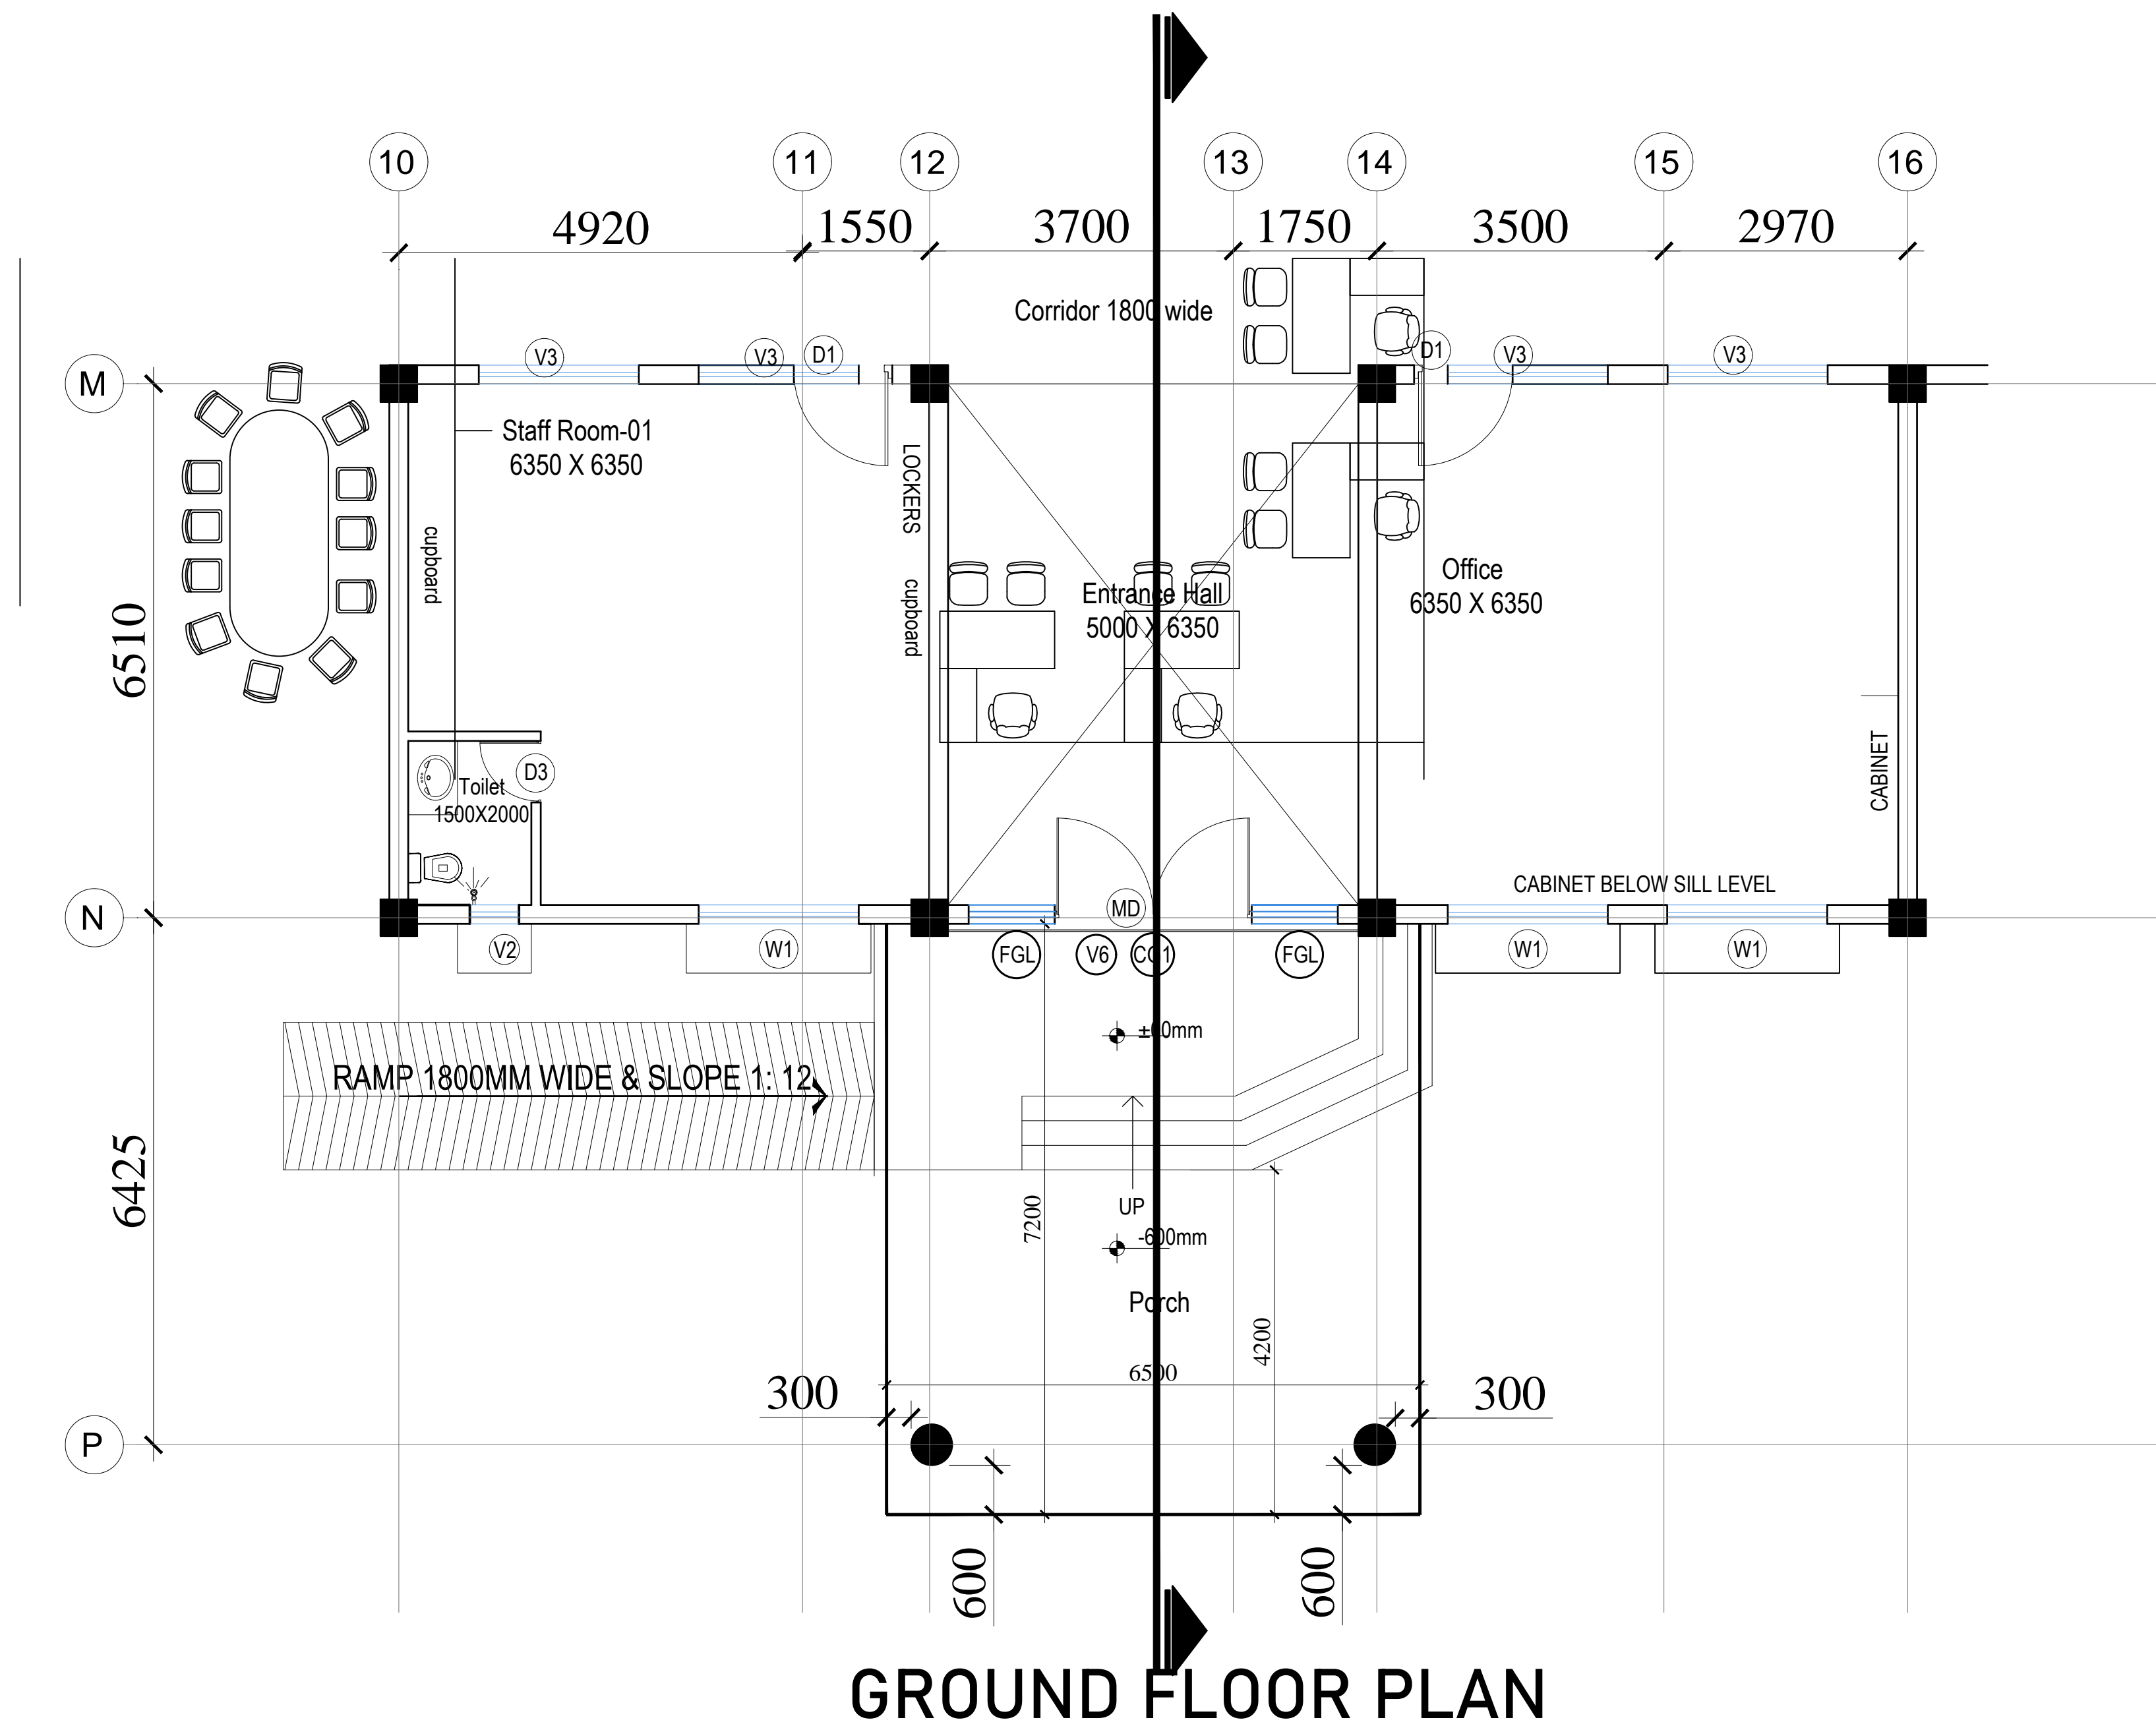 10
11
12
13
14
15
16
4920
1550
3700
1750
3500
2970
Corridor 1800 wide
V3
V3
D1
D1
V3
V3
M
Staff Room-01
6350 X 6350
LOCKERS
cupboard
cupboard
Entrance Hall
5000 X 6350
Office
6350 X 6350
6510
CABINET
D3
Toilet
1500X2000
CABINET BELOW SILL LEVEL
N
MD
V2
W1
FGL
V6
CO1
FGL
W1
W1
±00mm
RAMP 1800MM WIDE & SLOPE 1: 12
6425
7200
UP
-600mm
Porch
4200
6500
300
300
P
600
600
GROUND FLOOR PLAN